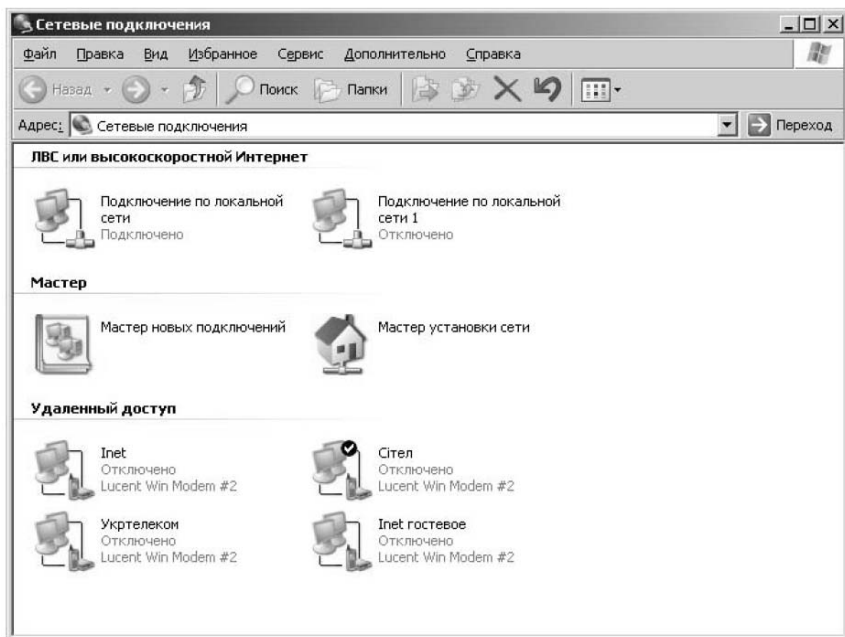 Сетевые подключения
Файл Правка Вид Избранное Сервис Дополнительно Справка
Назад Поиск Папки
Адрес: Сетевые подключения Переход
ЛВС или высокоскоростной Интернет
Подключение по локальной Подключение по локальной
сети сети 1
Подключено Отключено
Мастер
Мастер новых подключений Мастер установки сети
Удаленный доступ
Inet Сітел
Отключено Отключено
Lucent Win Modem #2 Lucent Win Modem #2
Укртелеком Inet гостевое
Отключено Отключено
Lucent Win Modem #2 Lucent Win Modem #2